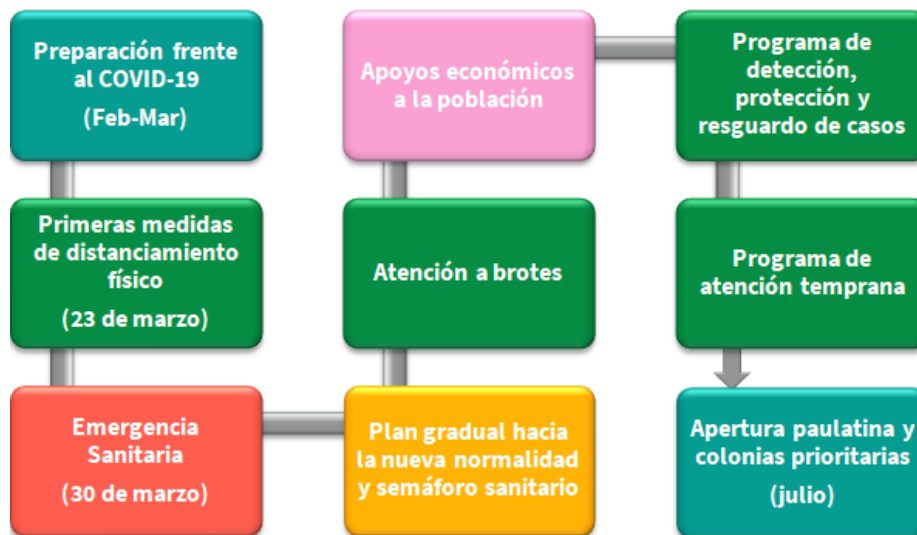 Preparación frente
al COVID-19
(Feb-Mar)
Primeras medidas
de distanciamiento
físico
(23 de marzo)
Emergencia
Sanitaria
(30 de marzo)
Plan gradual hacia
la nueva normalidad
y semáforo sanitario
Atención a brotes
Apoyos económicos
a la población
Programa de
detección,
protección y
resguardo de casos
Programa de
atención temprana
Apertura paulatina y
colonias prioritarias
(julio)